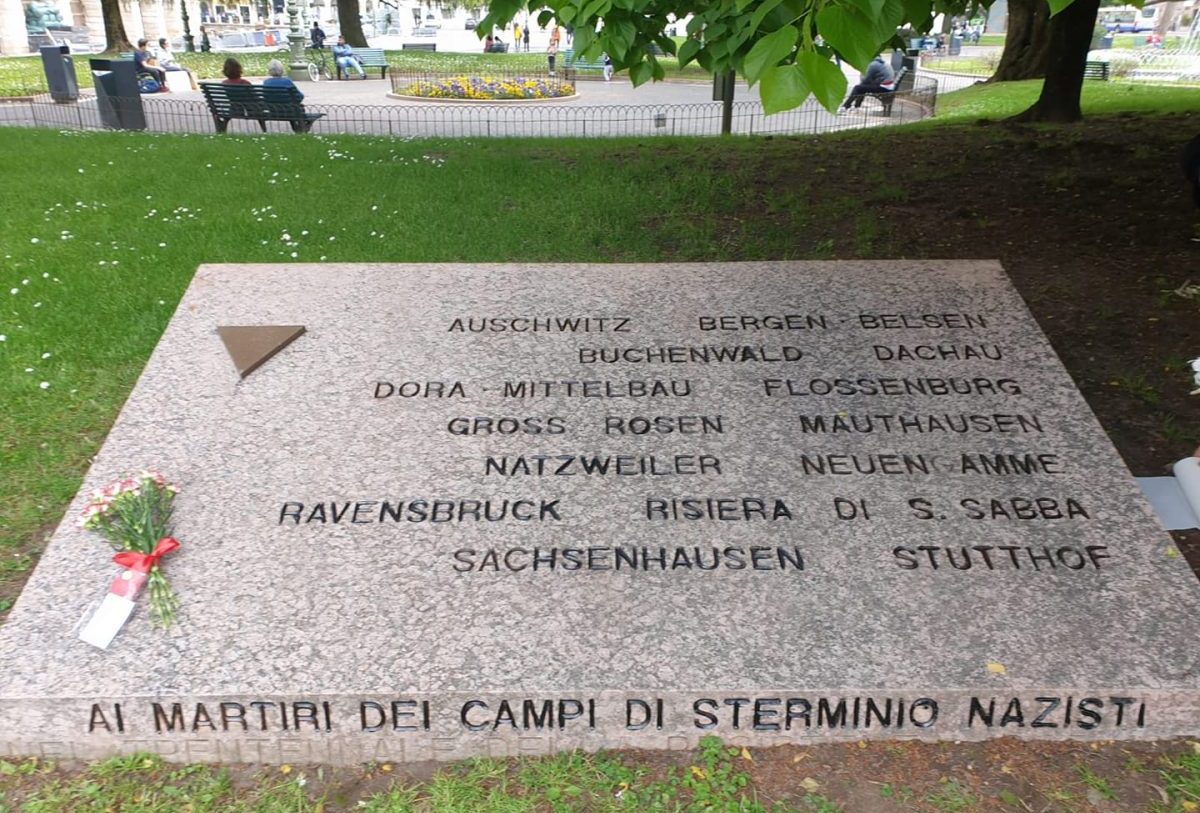 AUSCHWITZ BERGEN · BELSEN
BUCHENWALD DACHAU
DORA · MITTELBAU FLOSSENBURG
GROSS ROSEN MAUTHAUSEN
NATZWEILER NEUENGAMME
RAVENSBRUCK RISIERA DI S. SABBA
SACHSENHAUSEN STUTTHOF
AI MARTIRI DEI CAMPI DI STERMINIO NAZISTI